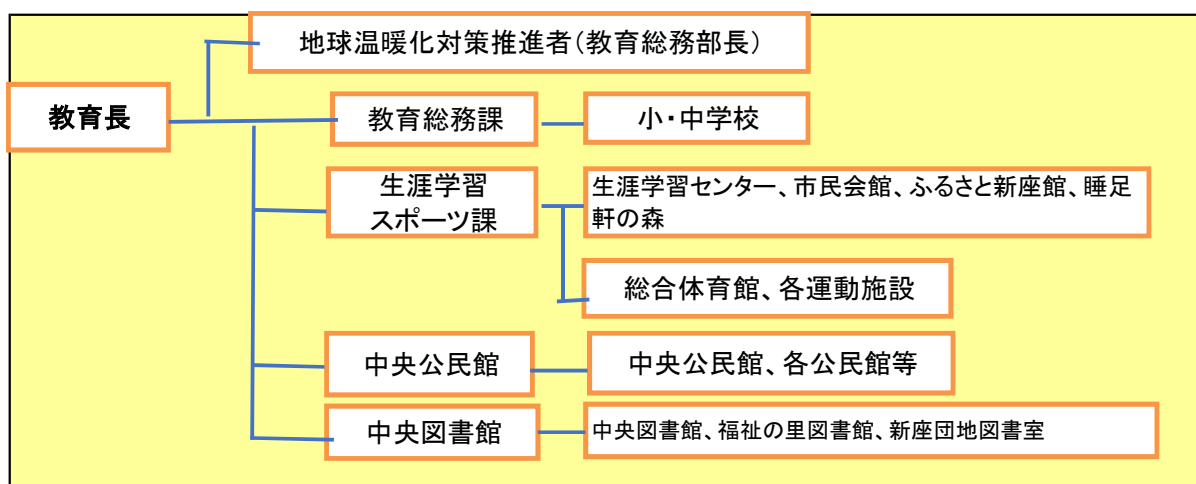 地球温暖化対策推進者(教育総務部長)
教育長
教育総務課
小・中学校
生涯学習
スポーツ課
生涯学習センター、市民会館、ふるさと新座館、睡足
軒の森
総合体育館、各運動施設
中央公民館
中央公民館、各公民館等
中央図書館
中央図書館、福祉の里図書館、新座団地図書室